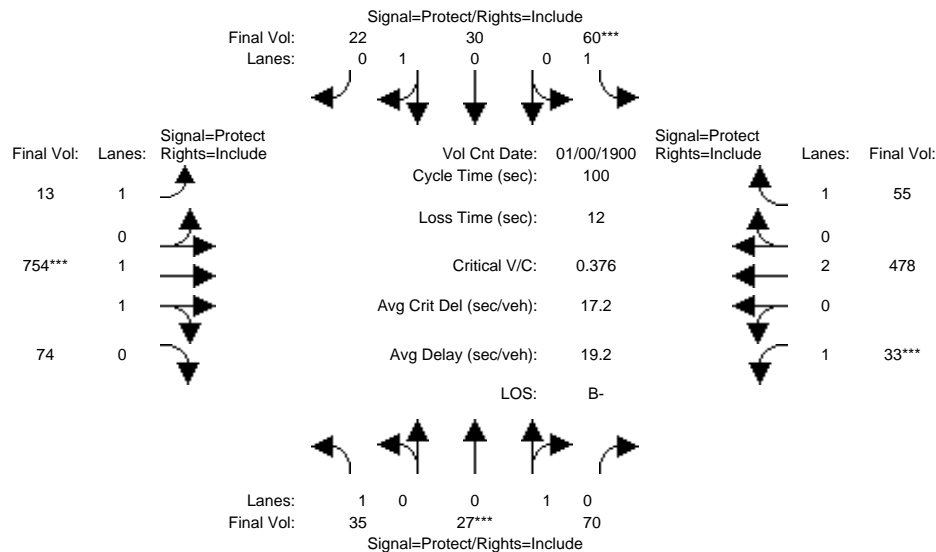 Signal=Protect/Rights=Include
Final Vol: 22 30 60***
Lanes: 0 1 0 0 1
Signal=Protect
Final Vol: Lanes: Rights=Include
Vol Cnt Date: 01/00/1900
Signal=Protect
Rights=Include Lanes: Final Vol:
Cycle Time (sec): 100
13 1
1 55
Loss Time (sec): 12
0
0
754*** 1
Critical V/C: 0.376
2 478
1
Avg Crit Del (sec/veh): 17.2
0
74 0
Avg Delay (sec/veh): 19.2
1 33***
LOS: B-
Lanes: 1 0 0 1 0
Final Vol: 35 27*** 70
Signal=Protect/Rights=Include